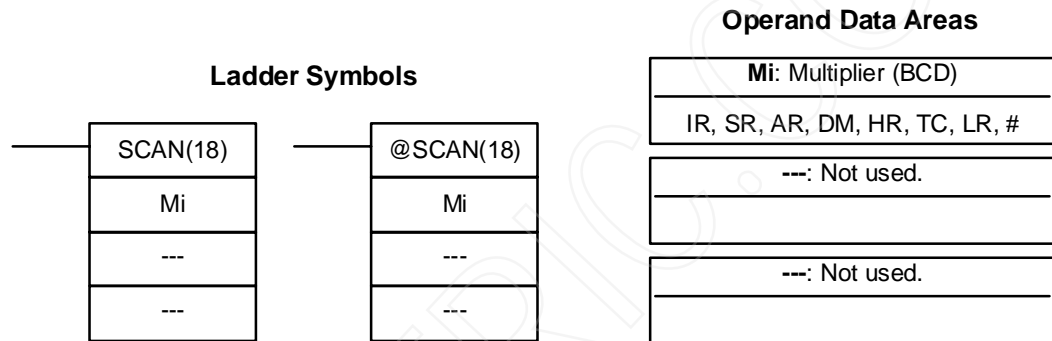 Operand Data Areas
Ladder Symbols
Mi: Multiplier (BCD)
IR, SR, AR, DM, HR, TC, LR, #
SCAN(18)
@SCAN(18)
---: Not used.
Mi
Mi
---
---
---: Not used.
---
---